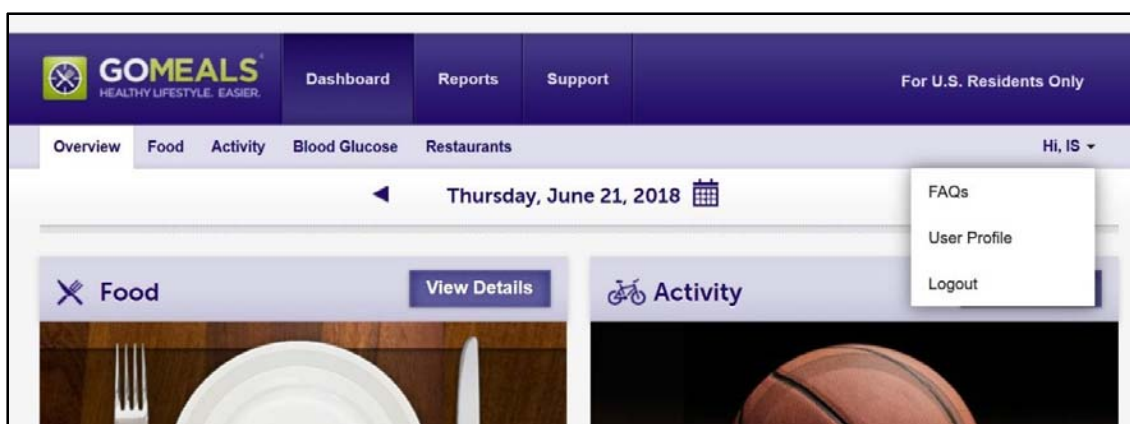 GOMEALS®
HEALTHY LIFESTYLE. EASIER.
Dashboard Reports Support
For U.S. Residents Only
Overview Food Activity Blood Glucose Restaurants
Hi, IS
Thursday, June 21, 2018
FAQs
User Profile
Logout
Food
View Details
Activity